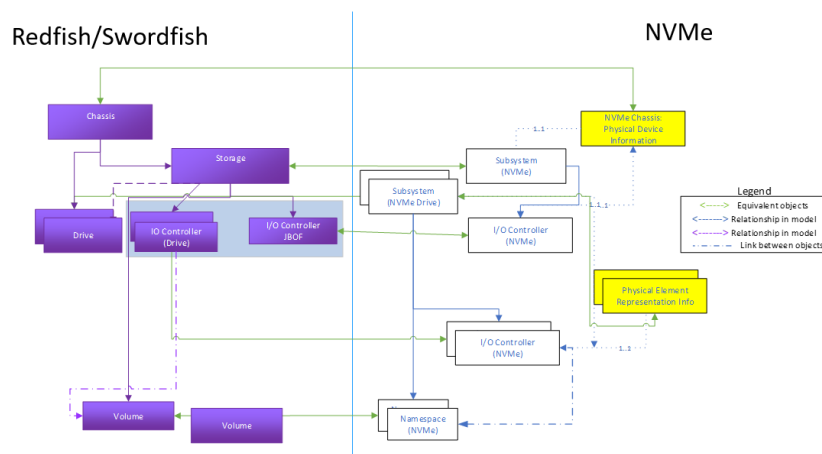 Redfish/Swordfish
NVMe
Chassis
NVMe Chassis:
Physical Device
Information
1..1
Storage
Subsystem
(NVMe)
Subsystem
(NVMe Drive)
1..1
Legend
Equivalent objects
Relationship in model
Relationship in model
Link between objects
Drive
IO Controller
(Drive)
I/O Controller
JBOF
I/O Controller
(NVMe)
Physical Element
Representation Info
I/O Controller
(NVMe)
1..1
Volume
Volume
Namespace
(NVMe)